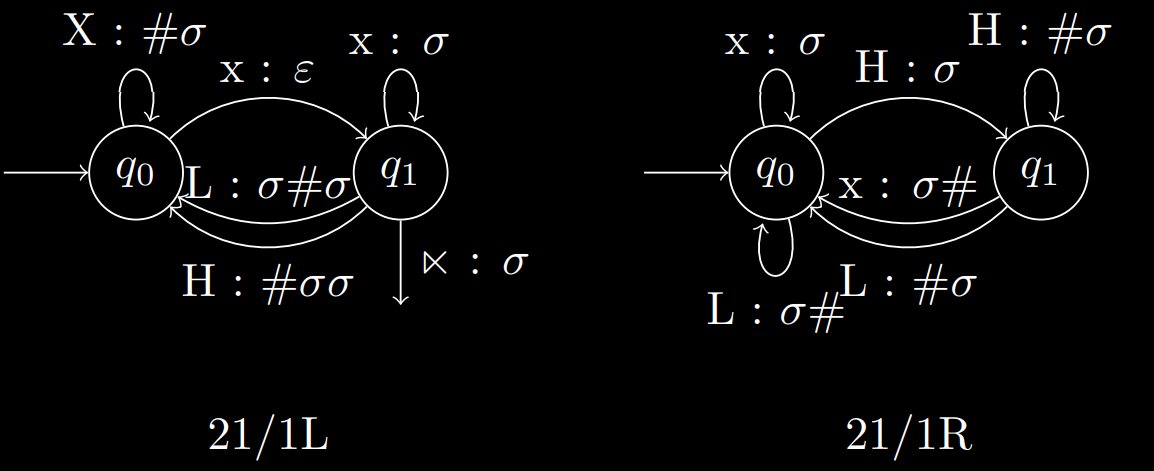 X : #σ
x : ε
x : σ
q₀
L : σ#σ
q₁
H : #σσ
⋉ : σ
21/1L
x : σ
H : σ
H : #σ
q₀
x : σ#
q₁
L : σ#
L : #σ
21/1R